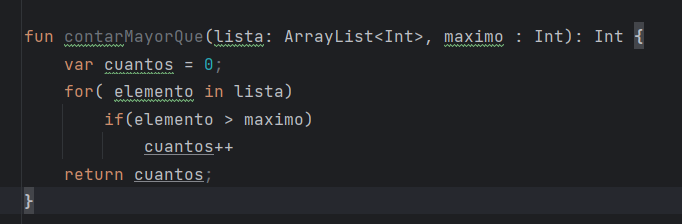 fun contarMayorQue(lista: ArrayList<Int>, maximo : Int): Int {
    var cuantos = 0;
    for( elemento in lista)
        if(elemento > maximo)
            cuantos++
    return cuantos;
}